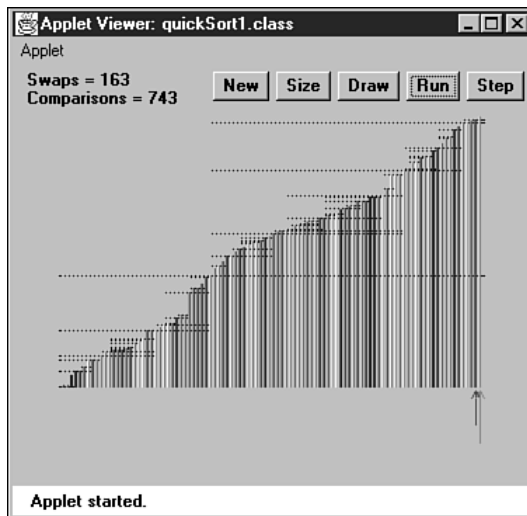 Applet Viewer: quickSort1.class
Applet
Swaps = 163
Comparisons = 743
New Size Draw Run Step
Applet started.